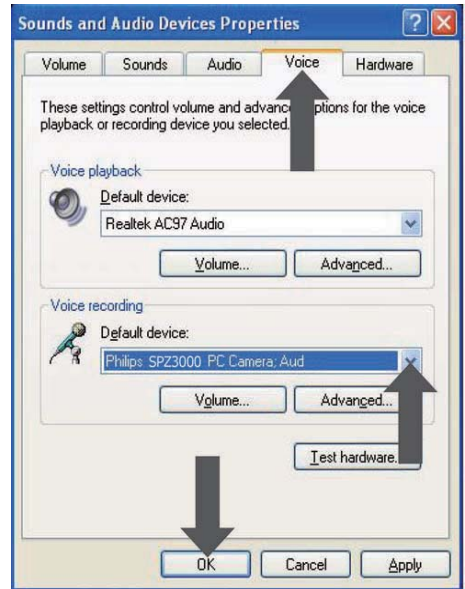 Sounds and Audio Devices Properties
Volume Sounds Audio Voice Hardware
These settings control volume and advanced options for the voice
playback or recording device you selected.
Voice playback
Default device:
Realtek AC97 Audio
Volume... Advanced...
Voice recording
Default device:
Philips SPZ3000 PC Camera; Aud
Volume... Advanced...
Test hardware...
OK Cancel Apply